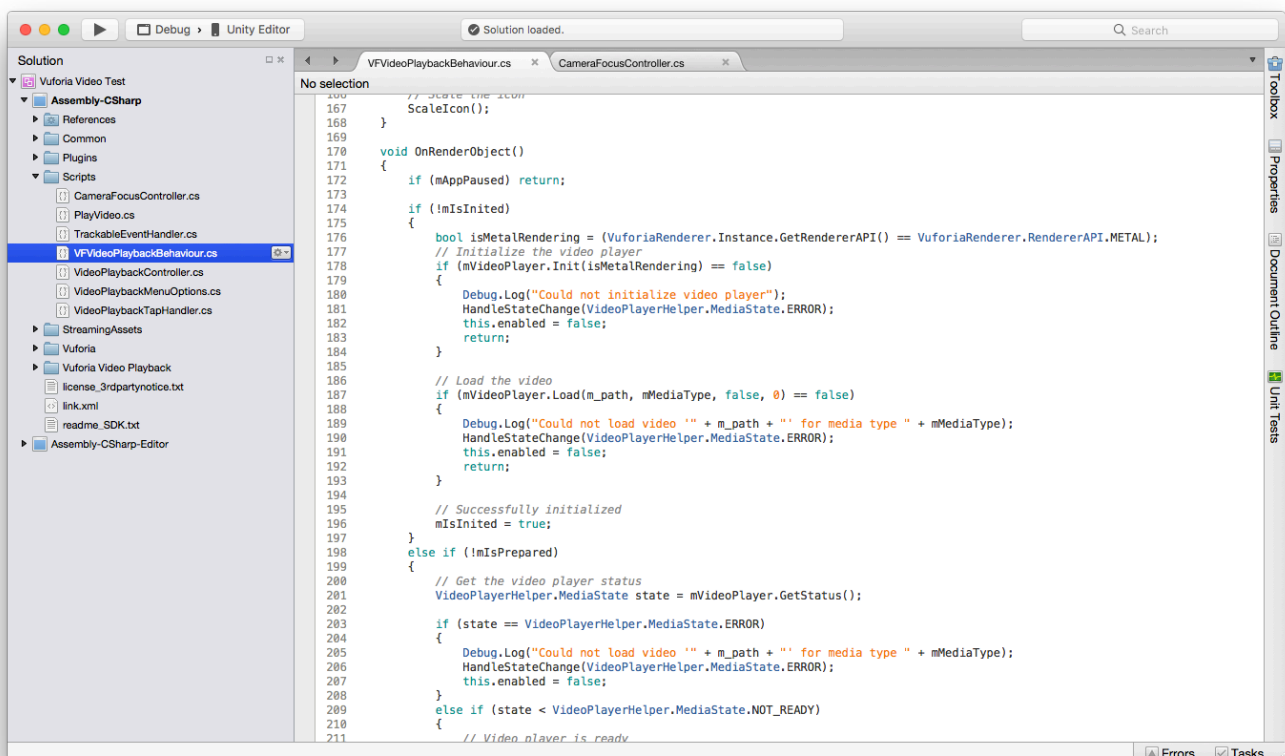 Debug › Unity Editor
Solution loaded.
Search
Solution
Vuforia Video Test
Assembly-CSharp
References
Common
Plugins
Scripts
CameraFocusController.cs
PlayVideo.cs
TrackableEventHandler.cs
VFVideoPlaybackBehaviour.cs
VideoPlaybackController.cs
VideoPlaybackMenuOptions.cs
VideoPlaybackTapHandler.cs
StreamingAssets
Vuforia
Vuforia Video Playback
license_3rdpartynotice.txt
link.xml
readme_SDK.txt
Assembly-CSharp-Editor
VFVideoPlaybackBehaviour.cs × CameraFocusController.cs ×
No selection
166 // Scale the icon
167 ScaleIcon();
168 }
169
170 void OnRenderObject()
171 {
172 if (mAppPaused) return;
173
174 if (!mIsInited)
175 {
176 bool isMetalRendering = (VuforiaRenderer.Instance.GetRendererAPI() == VuforiaRenderer.RendererAPI.METAL);
177 // Initialize the video player
178 if (mVideoPlayer.Init(isMetalRendering) == false)
179 {
180 Debug.Log("Could not initialize video player");
181 HandleStateChange(VideoPlayerHelper.MediaState.ERROR);
182 this.enabled = false;
183 return;
184 }
185
186 // Load the video
187 if (mVideoPlayer.Load(m_path, mMediaType, false, 0) == false)
188 {
189 Debug.Log("Could not load video '" + m_path + "' for media type " + mMediaType);
190 HandleStateChange(VideoPlayerHelper.MediaState.ERROR);
191 this.enabled = false;
192 return;
193 }
194
195 // Successfully initialized
196 mIsInited = true;
197 }
198 else if (!mIsPrepared)
199 {
200 // Get the video player status
201 VideoPlayerHelper.MediaState state = mVideoPlayer.GetStatus();
202
203 if (state == VideoPlayerHelper.MediaState.ERROR)
204 {
205 Debug.Log("Could not load video '" + m_path + "' for media type " + mMediaType);
206 HandleStateChange(VideoPlayerHelper.MediaState.ERROR);
207 this.enabled = false;
208 }
209 else if (state < VideoPlayerHelper.MediaState.NOT_READY)
210 {
211 // Video player is ready
Toolbox
Properties
Document Outline
Unit Tests
Errors Tasks